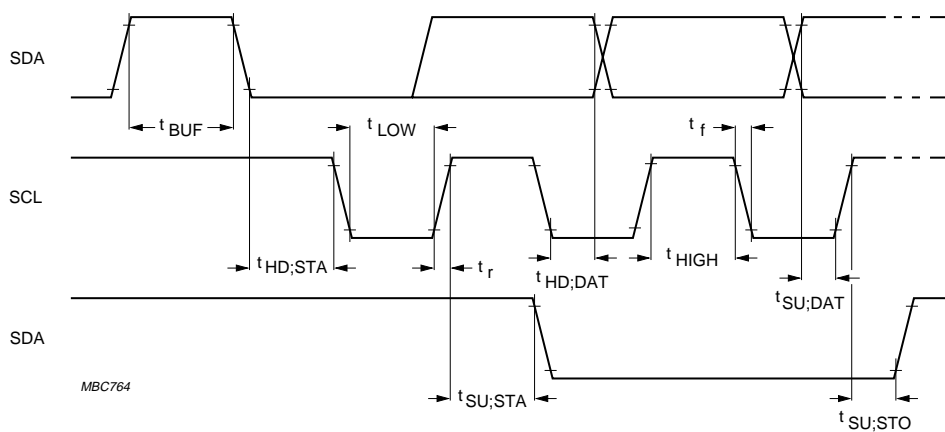 SDA
t BUF
t LOW
t f
SCL
t HD;STA
t r
t HD;DAT
t HIGH
t SU;DAT
SDA
MBC764
t SU;STA
t SU;STO